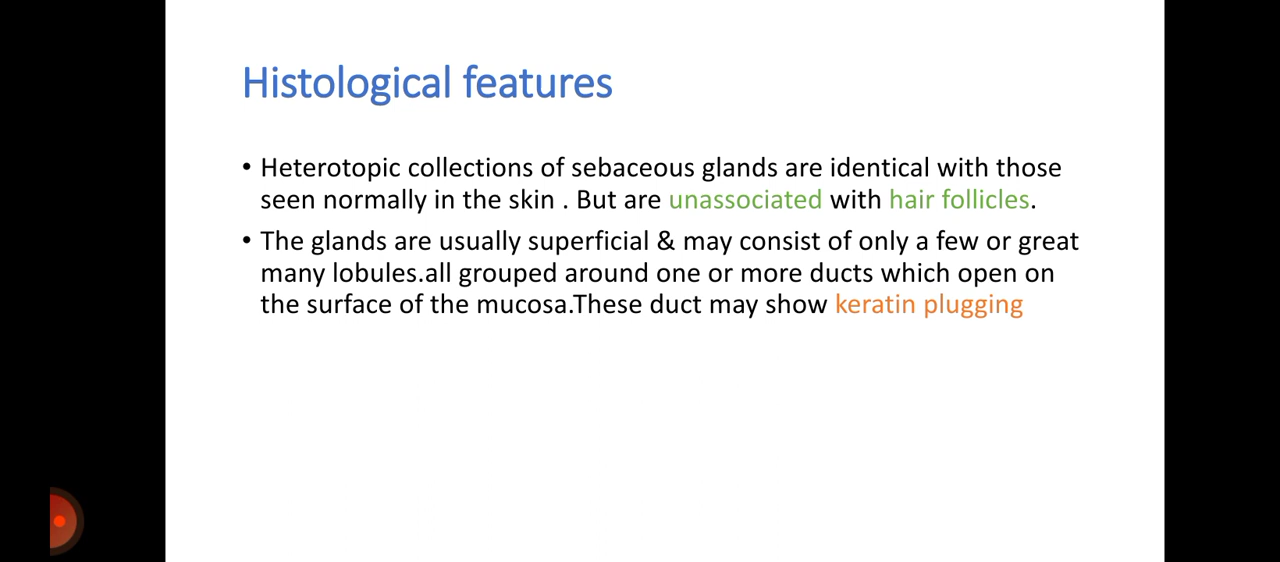 Histological features
• Heterotopic collections of sebaceous glands are identical with those
seen normally in the skin . But are unassociated with hair follicles.
• The glands are usually superficial & may consist of only a few or great
many lobules.all grouped around one or more ducts which open on
the surface of the mucosa.These duct may show keratin plugging